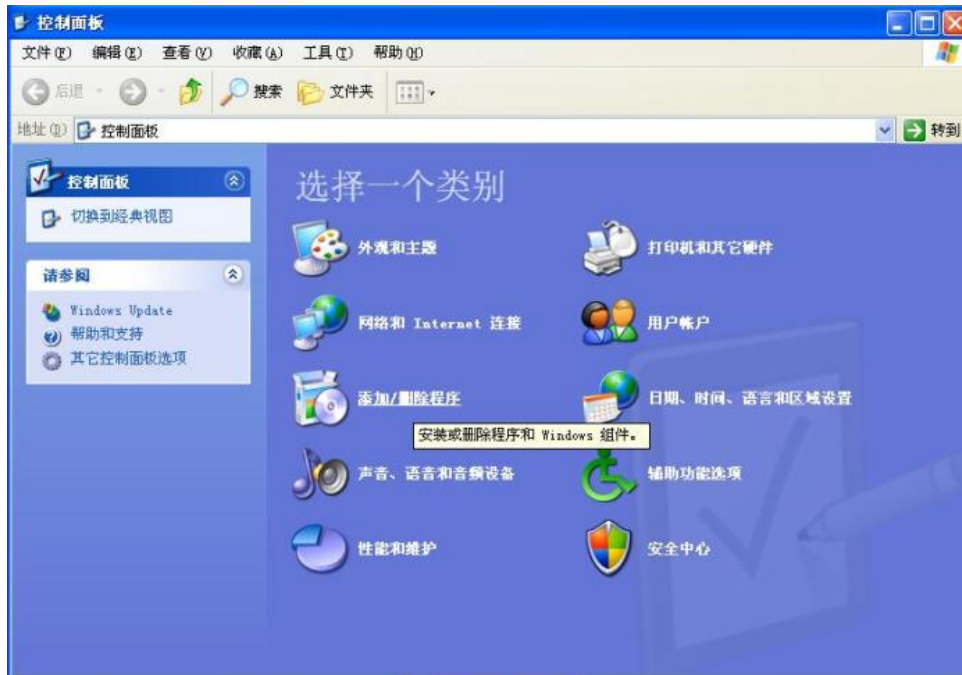 控制面板
文件(F) 编辑(E) 查看(V) 收藏(A) 工具(T) 帮助(H)
后退 搜索 文件夹
地址(D) 控制面板 转到
控制面板
切换到经典视图
请参阅
Windows Update
帮助和支持
其它控制面板选项
选择一个类别
外观和主题 打印机和其它硬件
网络和 Internet 连接 用户帐户
添加/删除程序 日期、时间、语言和区域设置
安装或删除程序和 Windows 组件。
声音、语音和音频设备 辅助功能选项
性能和维护 安全中心